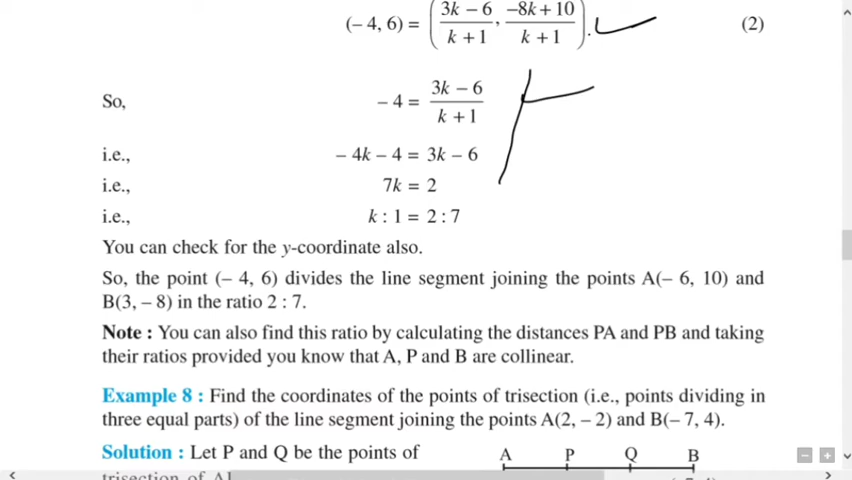 (– 4, 6) = (3k – 6 / k + 1, –8k + 10 / k + 1). (2)
So, – 4 = 3k – 6 / k + 1
i.e., – 4k – 4 = 3k – 6
i.e., 7k = 2
i.e., k : 1 = 2 : 7
You can check for the y-coordinate also.
So, the point (– 4, 6) divides the line segment joining the points A(– 6, 10) and
B(3, – 8) in the ratio 2 : 7.
Note : You can also find this ratio by calculating the distances PA and PB and taking
their ratios provided you know that A, P and B are collinear.
Example 8 : Find the coordinates of the points of trisection (i.e., points dividing in
three equal parts) of the line segment joining the points A(2, – 2) and B(– 7, 4).
Solution : Let P and Q be the points of
A P Q B
trisection of